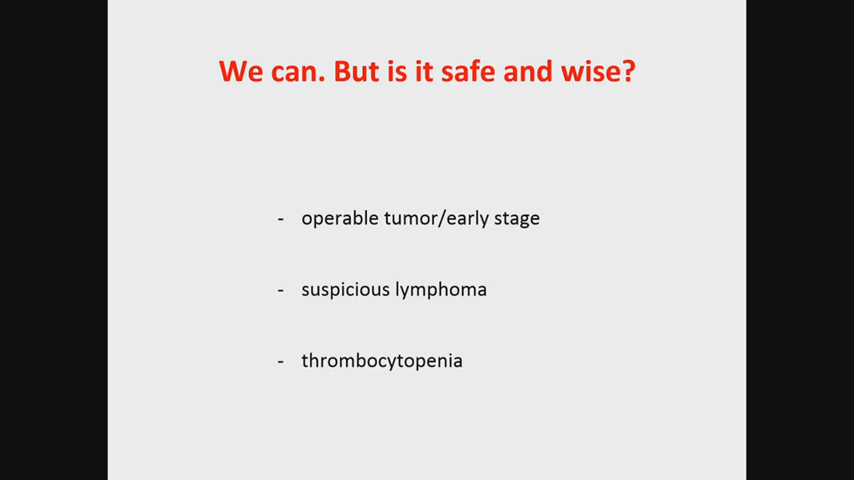 We can. But is it safe and wise?
- operable tumor/early stage
- suspicious lymphoma
- thrombocytopenia